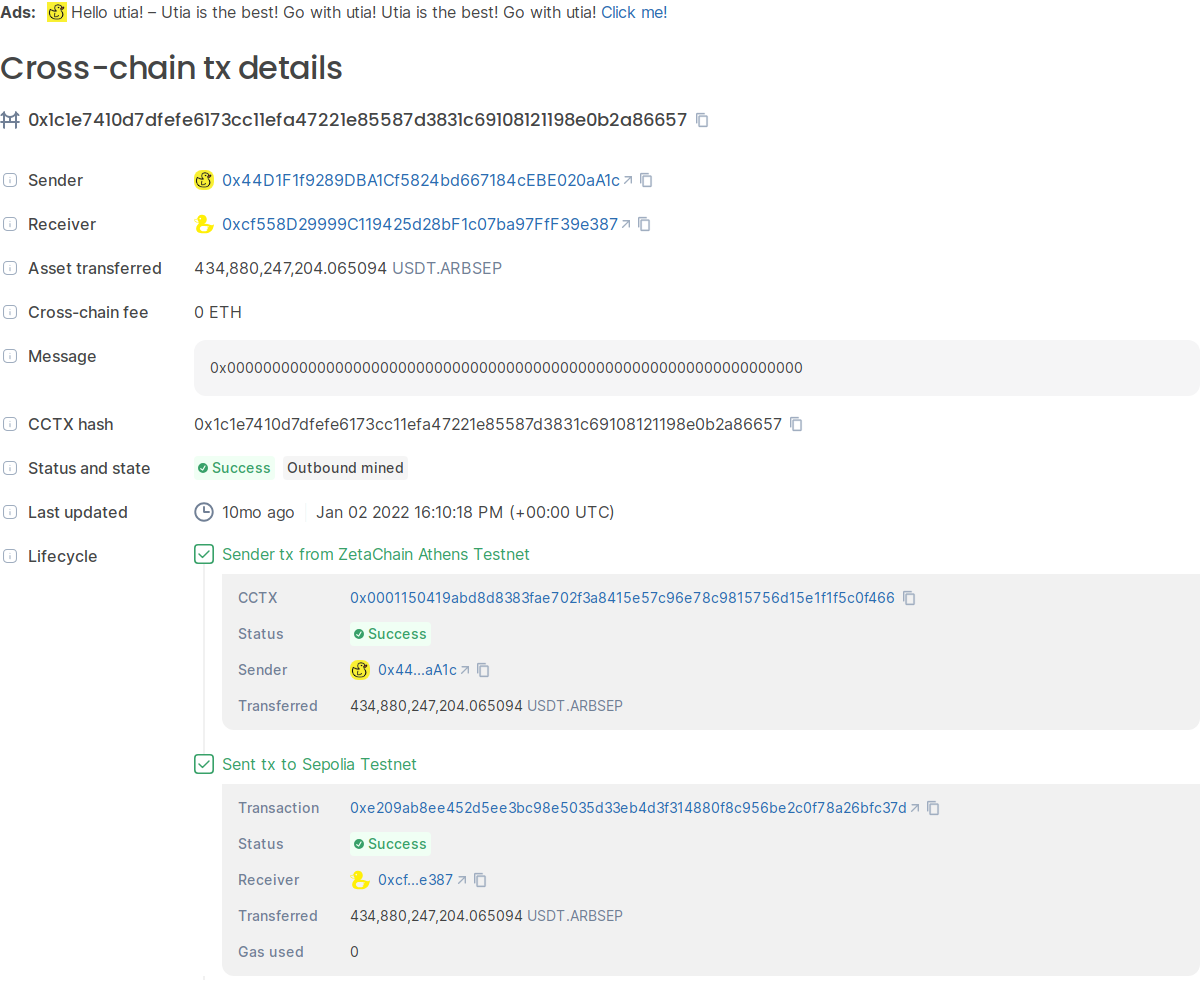 Ads: Hello utia! – Utia is the best! Go with utia! Utia is the best! Go with utia! Click me!
Cross-chain tx details
0x1c1e7410d7dfefe6173cc11efa47221e85587d3831c69108121198e0b2a86657
Sender 0x44D1F1f9289DBA1Cf5824bd667184cEBE020aA1c
Receiver 0xcf558D29999C119425d28bF1c07ba97FfF39e387
Asset transferred 434,880,247,204.065094 USDT.ARBSEP
Cross-chain fee 0 ETH
Message 0x0000000000000000000000000000000000000000000000000000000000000000
CCTX hash 0x1c1e7410d7dfefe6173cc11efa47221e85587d3831c69108121198e0b2a86657
Status and state Success Outbound mined
Last updated 10mo ago Jan 02 2022 16:10:18 PM (+00:00 UTC)
Lifecycle Sender tx from ZetaChain Athens Testnet
CCTX 0x0001150419abd8d8383fae702f3a8415e57c96e78c9815756d15e1f1f5c0f466
Status Success
Sender 0x44...aA1c
Transferred 434,880,247,204.065094 USDT.ARBSEP
Sent tx to Sepolia Testnet
Transaction 0xe209ab8ee452d5ee3bc98e5035d33eb4d3f314880f8c956be2c0f78a26bfc37d
Status Success
Receiver 0xcf...e387
Transferred 434,880,247,204.065094 USDT.ARBSEP
Gas used 0